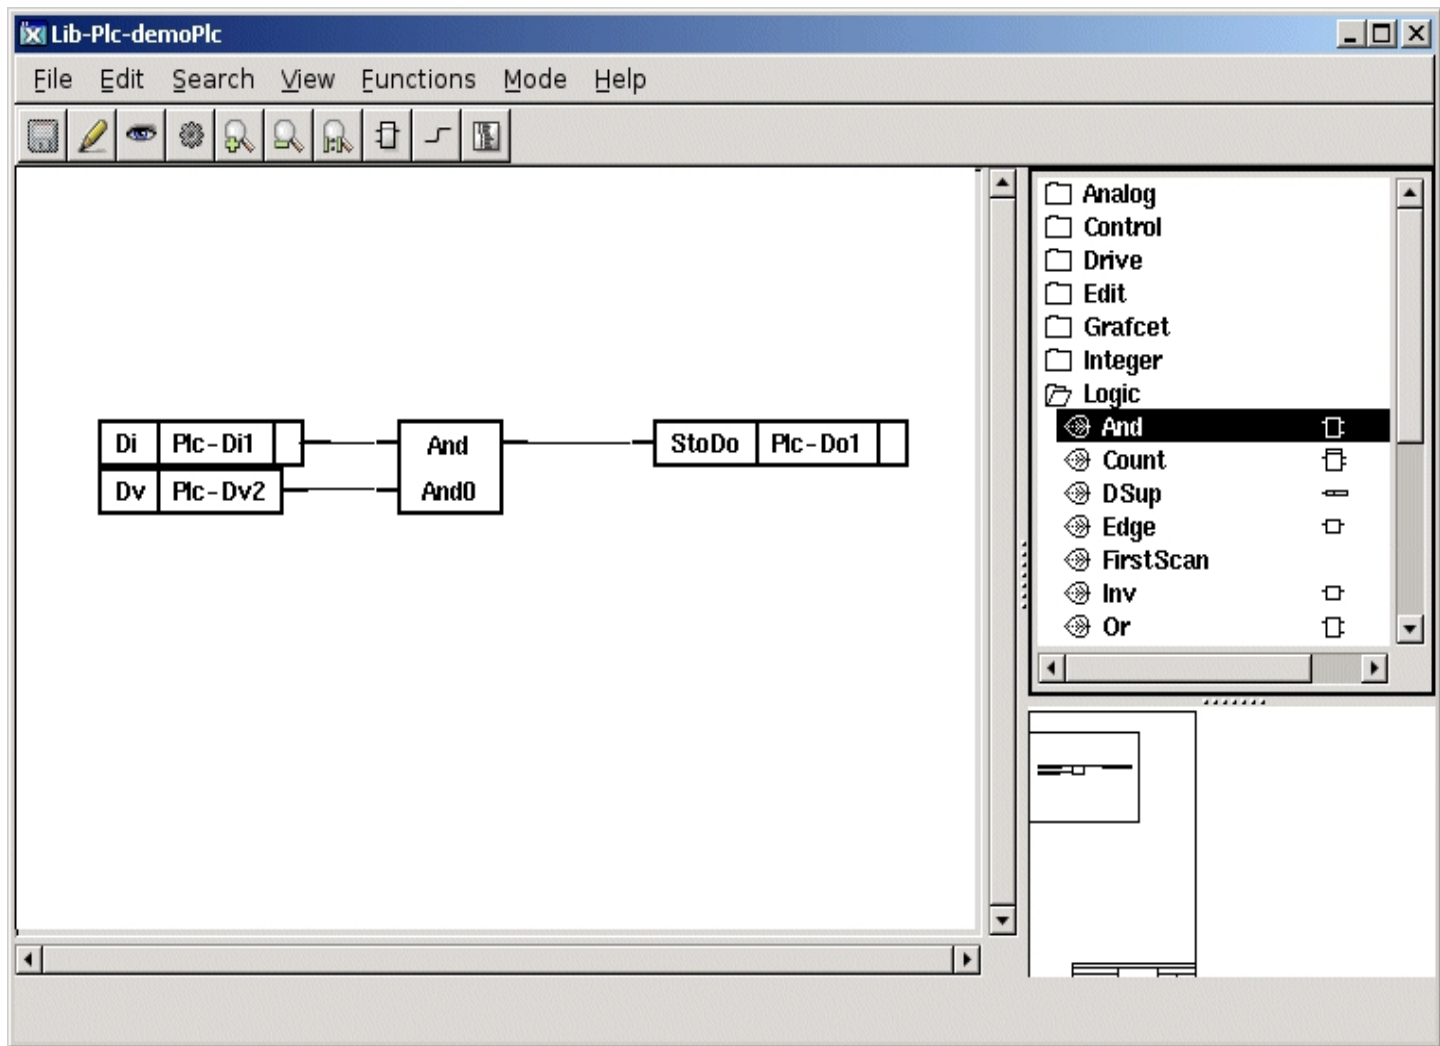 Lib-Plc-demoPlc
File Edit Search View Functions Mode Help
Di Plc-Di1
Dv Plc-Dv2
And
And0
StoDo Plc-Do1
Analog
Control
Drive
Edit
Grafcet
Integer
Logic
And
Count
DSup
Edge
FirstScan
Inv
Or